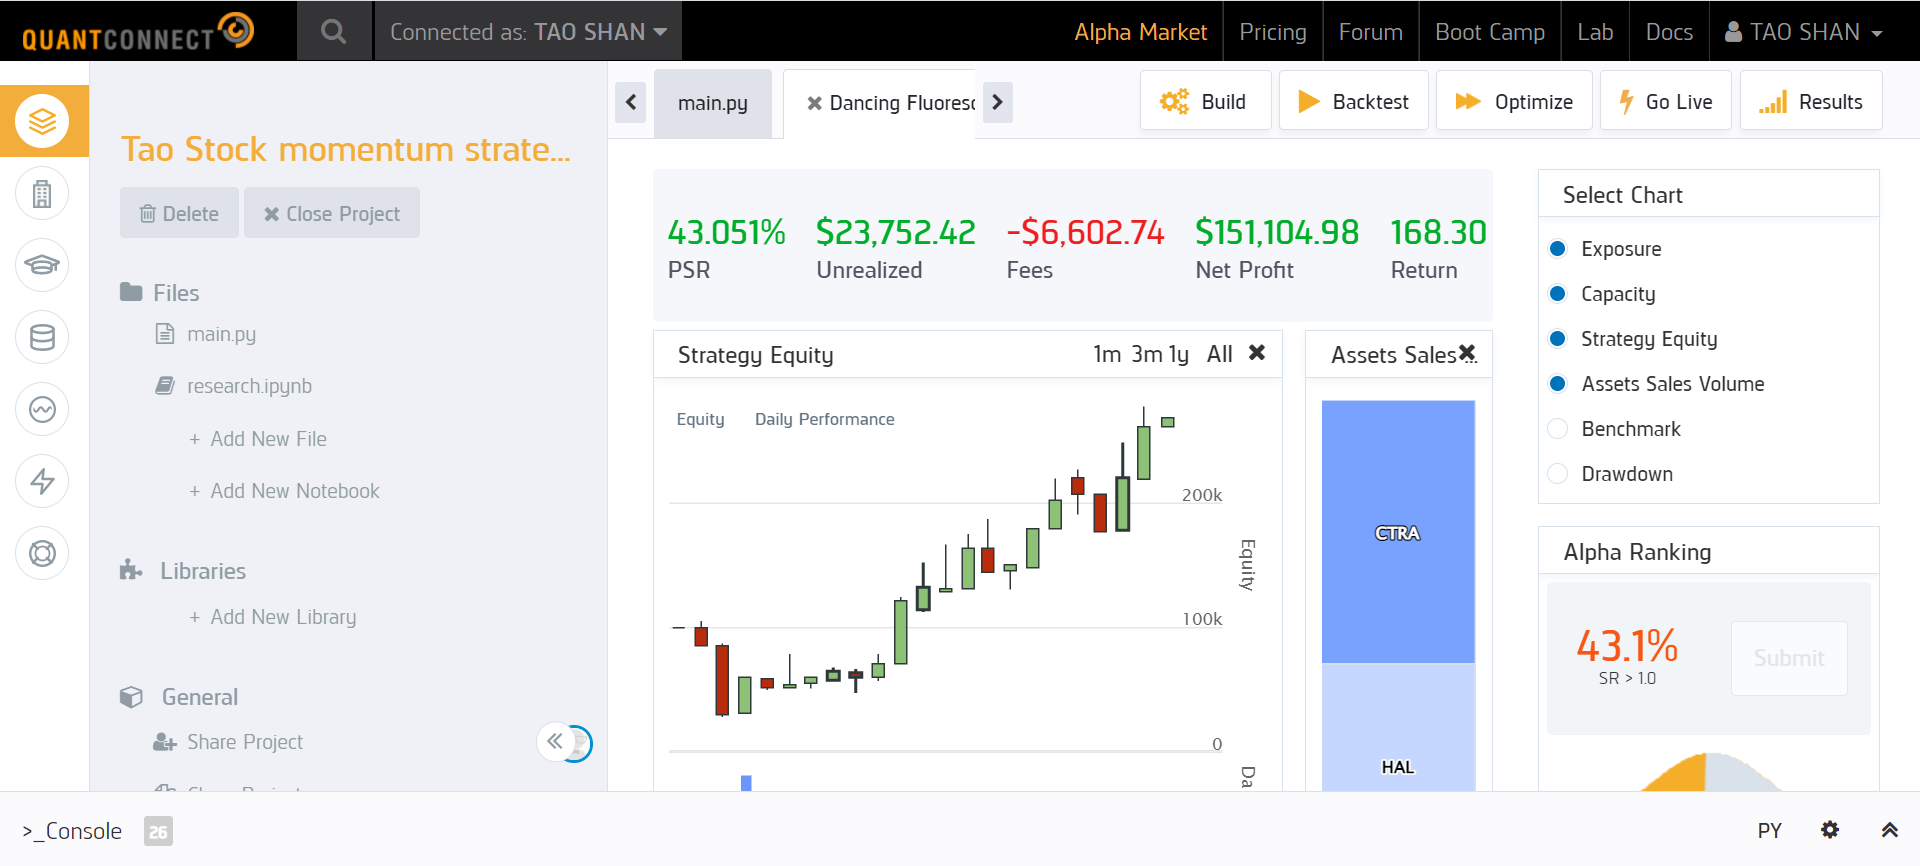 QUANTCONNECT
Connected as: TAO SHAN
Alpha Market
Pricing
Forum
Boot Camp
Lab
Docs
TAO SHAN
Tao Stock momentum strate...
Delete
Close Project
Files
main.py
research.ipynb
+ Add New File
+ Add New Notebook
Libraries
+ Add New Library
General
Share Project
main.py
Dancing Fluoresc
Build
Backtest
Optimize
Go Live
Results
43.051%
PSR
$23,752.42
Unrealized
-$6,602.74
Fees
$151,104.98
Net Profit
168.30
Return
Strategy Equity
1m 3m 1y All
Equity
Daily Performance
200k
100k
0
Equity
Da
Assets Sales...
CTRA
HAL
Select Chart
Exposure
Capacity
Strategy Equity
Assets Sales Volume
Benchmark
Drawdown
Alpha Ranking
43.1%
SR > 1.0
Submit
>_Console
26
PY